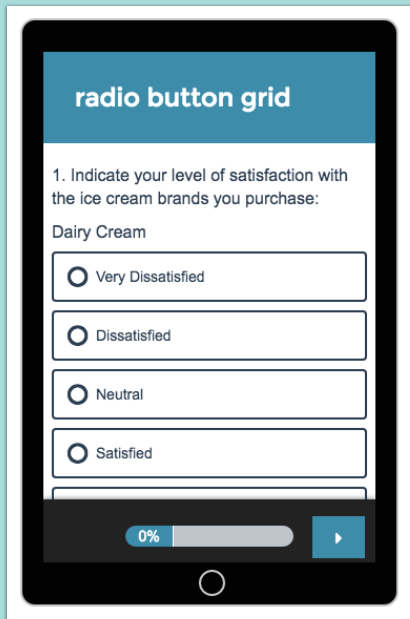 radio button grid
1. Indicate your level of satisfaction with
the ice cream brands you purchase:
Dairy Cream
Very Dissatisfied
Dissatisfied
Neutral
Satisfied
0%